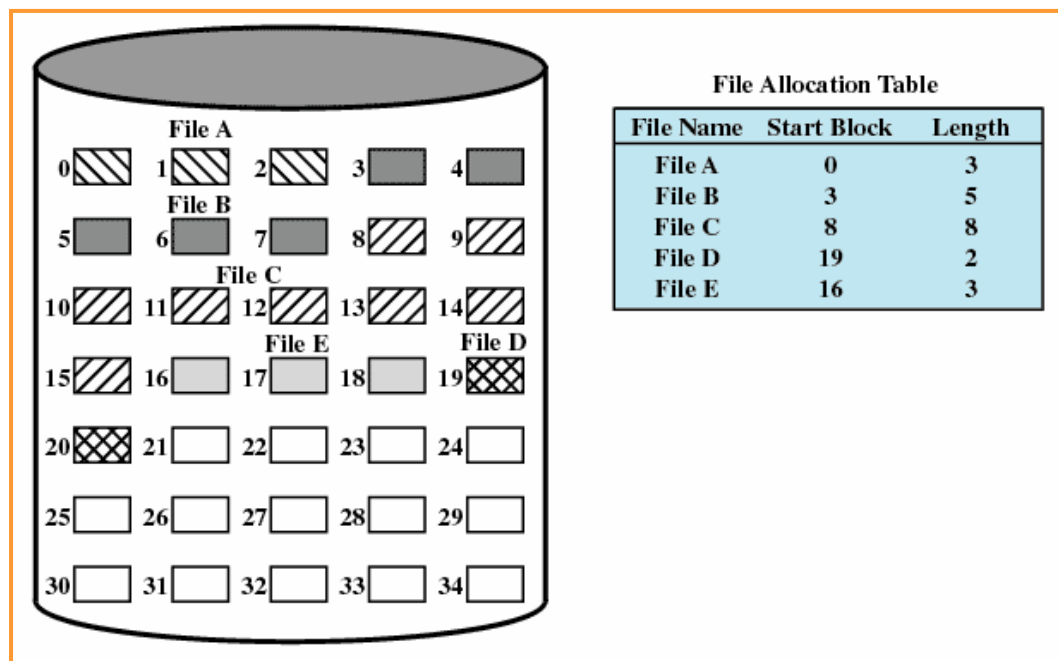 File A
0 1 2 3 4
File B
5 6 7 8 9
File C
10 11 12 13 14
File E File D
15 16 17 18 19
20 21 22 23 24
25 26 27 28 29
30 31 32 33 34
File Allocation Table
File Name Start Block Length
File A 0 3
File B 3 5
File C 8 8
File D 19 2
File E 16 3